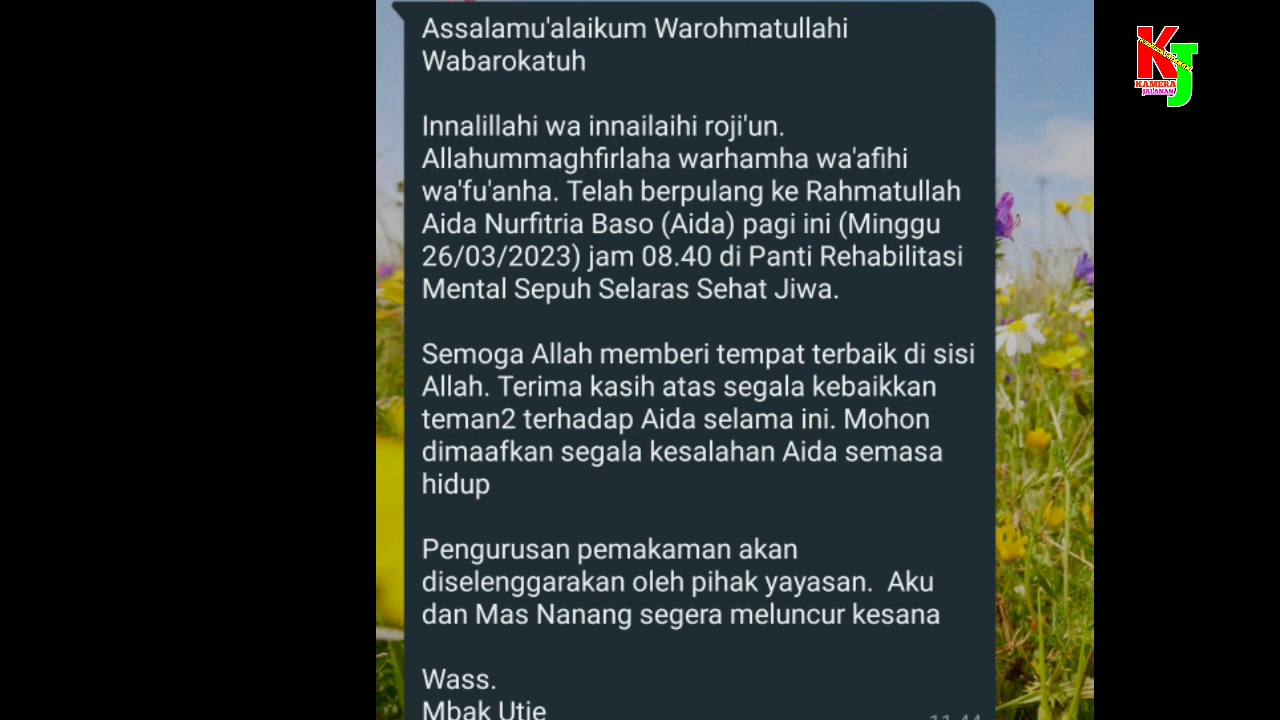 Assalamu'alaikum Warohmatullahi
Wabarokatuh
Innalillahi wa innailaihi roji'un.
Allahummaghfirlaha warhamha wa'afihi
wa'fu'anha. Telah berpulang ke Rahmatullah
Aida Nurfitria Baso (Aida) pagi ini (Minggu
26/03/2023) jam 08.40 di Panti Rehabilitasi
Mental Sepuh Selaras Sehat Jiwa.
Semoga Allah memberi tempat terbaik di sisi
Allah. Terima kasih atas segala kebaikkan
teman2 terhadap Aida selama ini. Mohon
dimaafkan segala kesalahan Aida semasa
hidup
Pengurusan pemakaman akan
diselenggarakan oleh pihak yayasan.  Aku
dan Mas Nanang segera meluncur kesana
Wass.
Mbak Utie
11.44
KJ
KAMERA
JALANAN